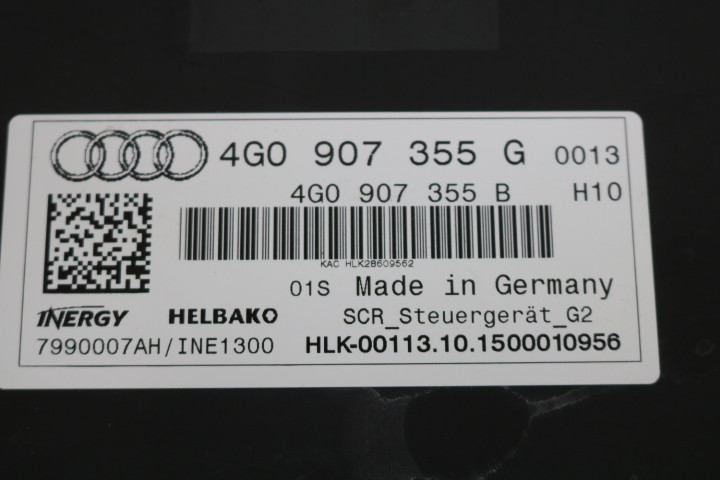 4G0 907 355 G 0013
4G0 907 355 B H10
KAC HLK28609562
01S Made in Germany
INERGY HELBAKO SCR_Steuergerät_G2
7990007AH/INE1300 HLK-00113.10.1500010956